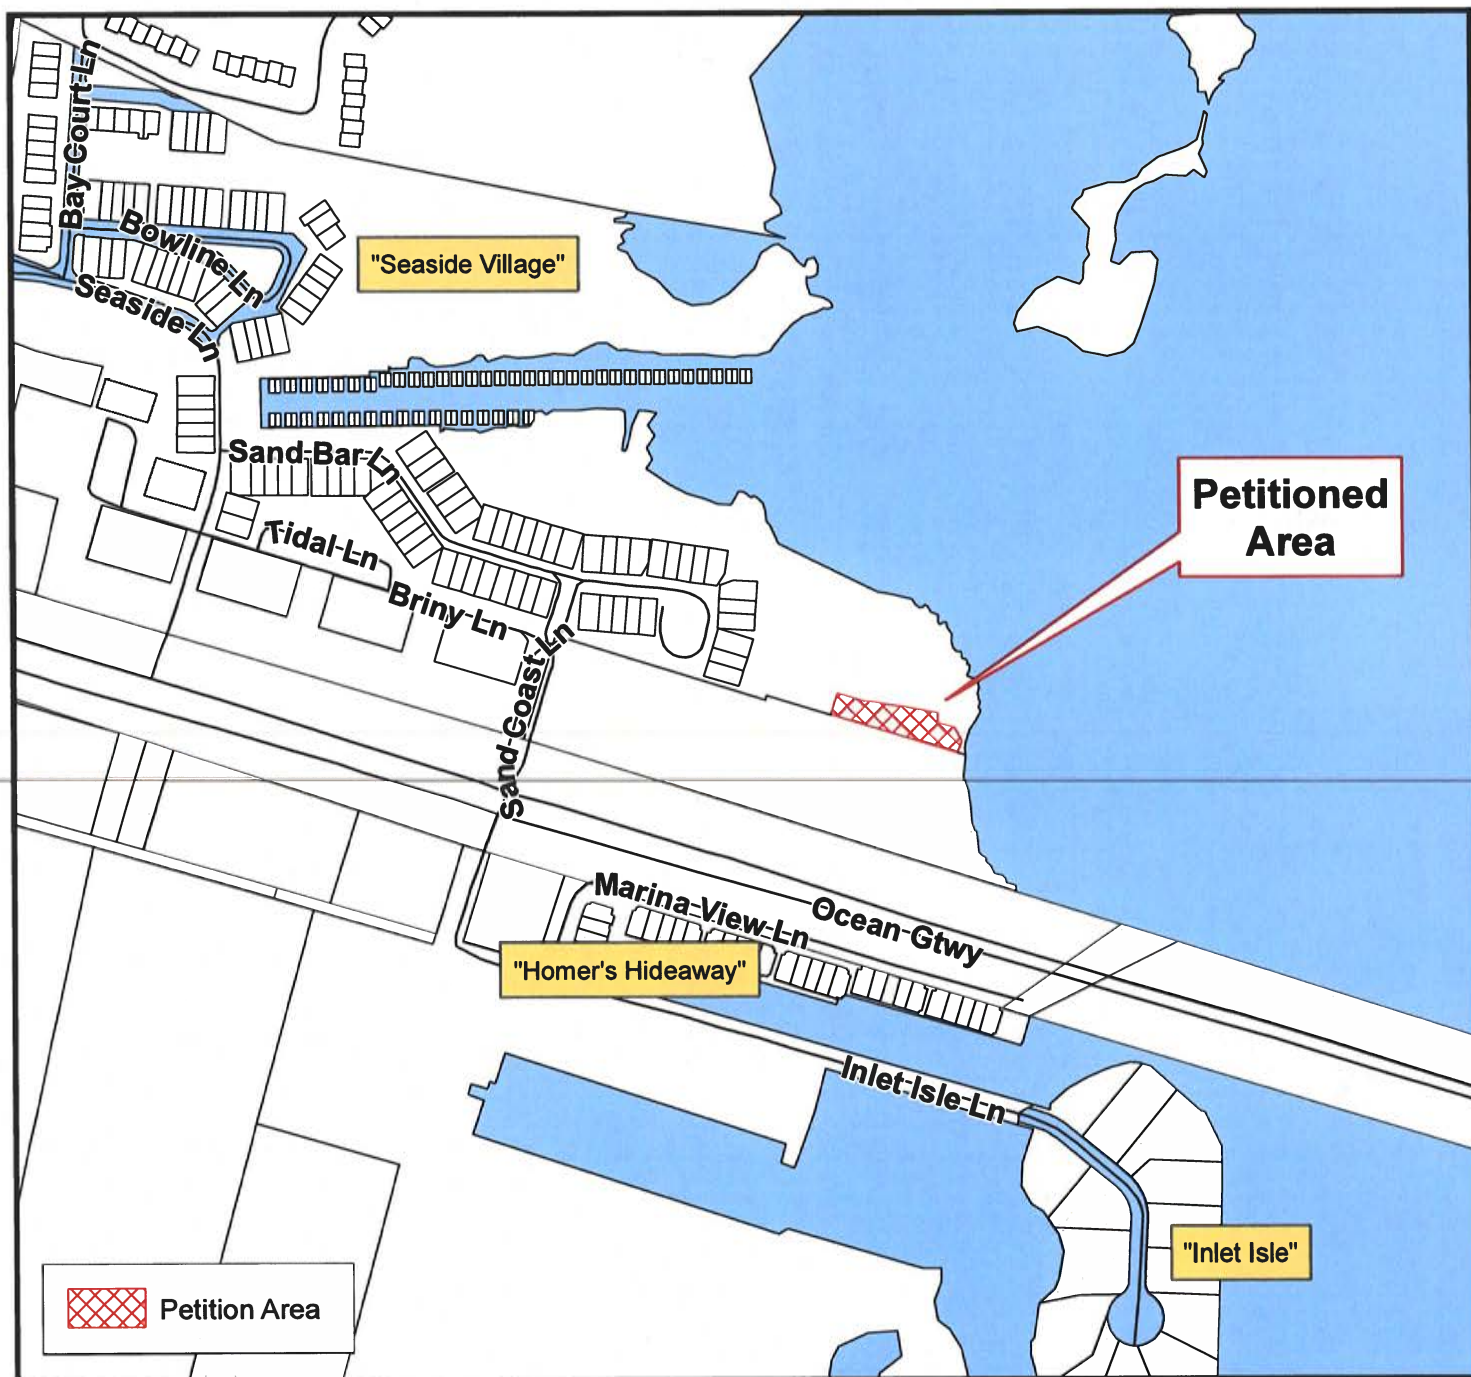 Bay Court Ln
Bowline Ln
"Seaside Village"
Seaside Ln
Sand Bar Ln
Petitioned
Area
Tidal Ln
Briny Ln
Sand Coast Ln
Marina View Ln
Ocean Gtwy
"Homer's Hideaway"
Inlet Isle Ln
"Inlet Isle"
Petition Area